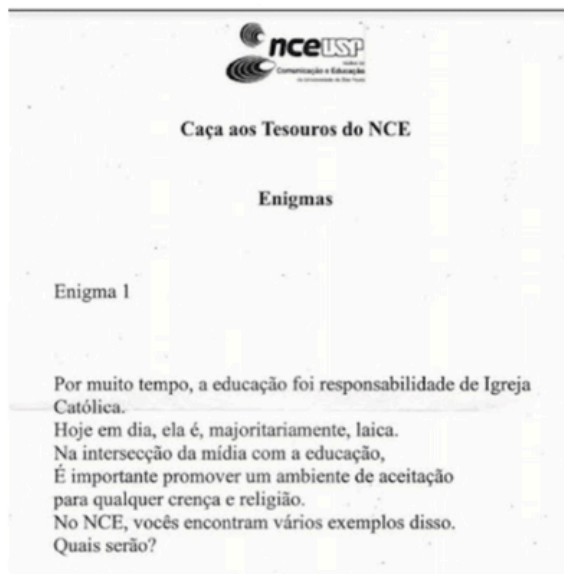 nceUSP
Comunicação e Educação
Caça aos Tesouros do NCE
Enigmas
Enigma 1
Por muito tempo, a educação foi responsabilidade de Igreja
Católica.
Hoje em dia, ela é, majoritariamente, laica.
Na intersecção da mídia com a educação,
É importante promover um ambiente de aceitação
para qualquer crença e religião.
No NCE, vocês encontram vários exemplos disso.
Quais serão?